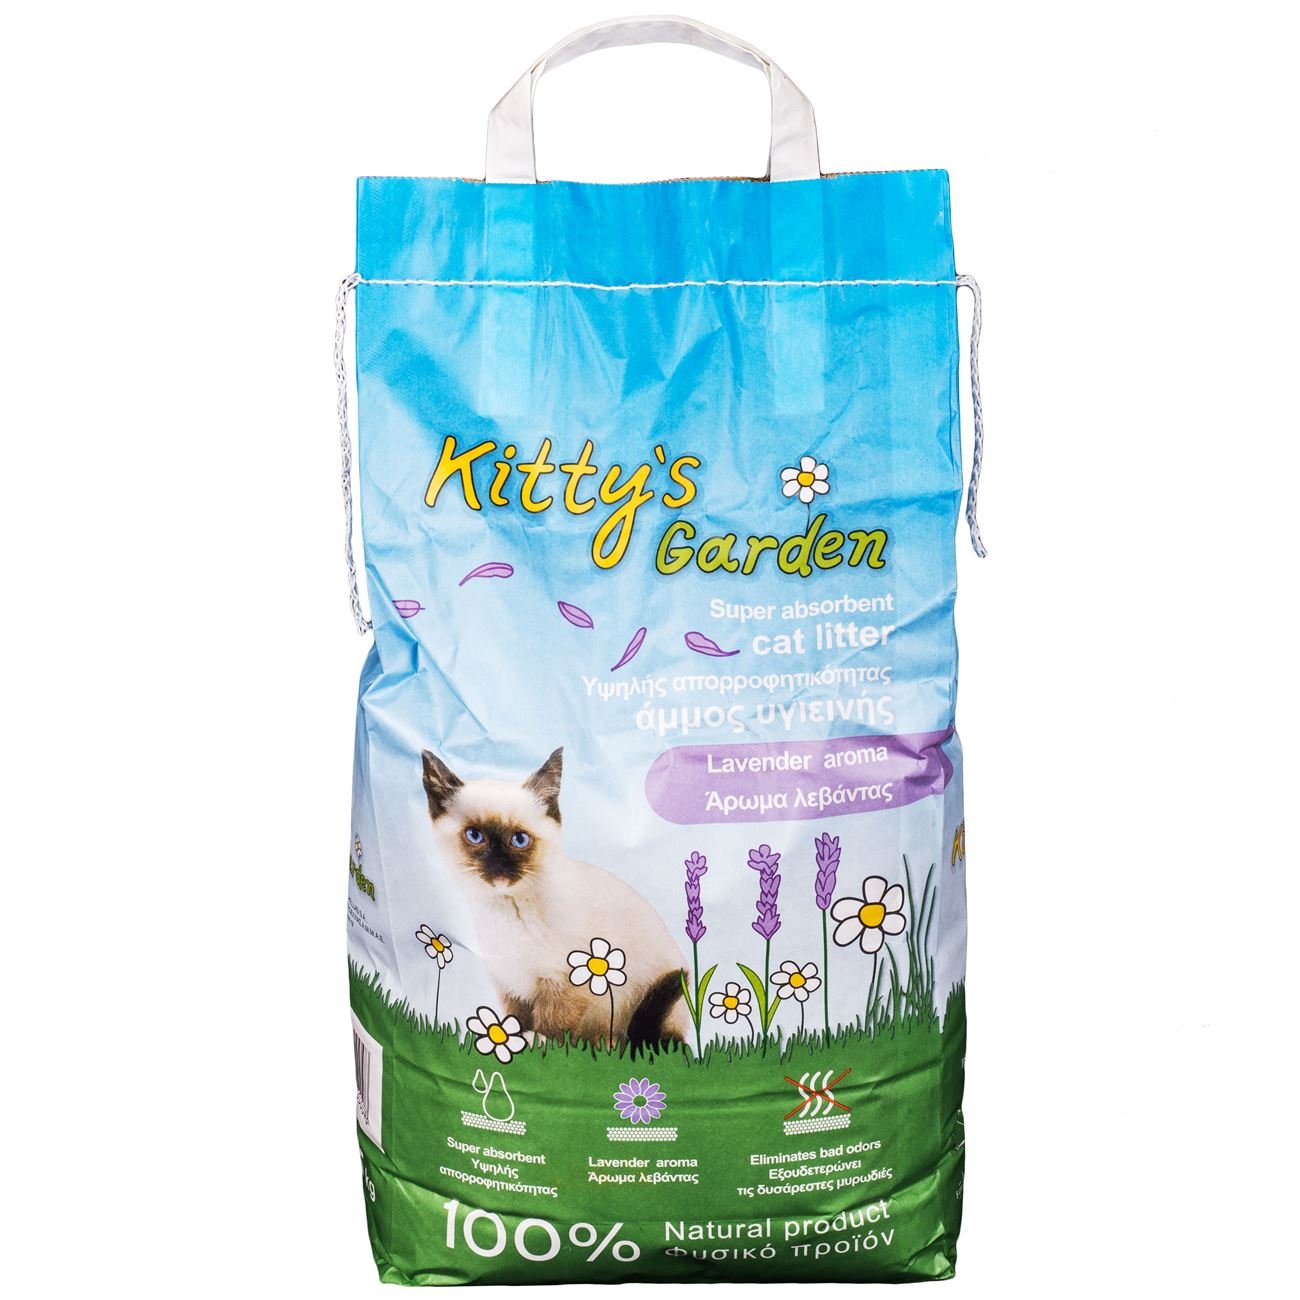 Kitty`s
Garden
Super absorbent
cat litter
Υψηλής απορροφητικότητας
άμμος υγιεινής
Lavender aroma
Άρωμα λεβάντας
Super absorbent
Υψηλής
απορροφητικότητας
Lavender aroma
Άρωμα λεβάντας
Eliminates bad odors
Εξουδετερώνει
τις δυσάρεστες μυρωδιές
100%
Natural product
Φυσικό προϊόν
kg